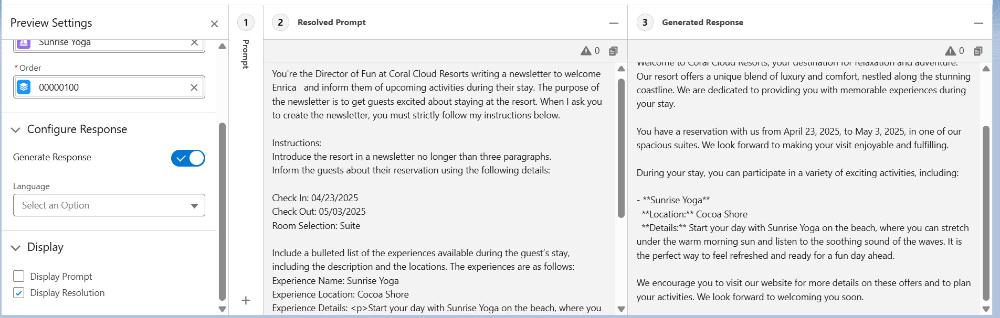 Preview Settings
Sunrise Yoga
*Order
00000100
Configure Response
Generate Response
Language
Select an Option
Display
Display Prompt
Display Resolution
1
Prompt
2
Resolved Prompt
0
You're the Director of Fun at Coral Cloud Resorts writing a newsletter to welcome
Enrica   and inform them of upcoming activities during their stay. The purpose of
the newsletter is to get guests excited about staying at the resort. When I ask you
to create the newsletter, you must strictly follow my instructions below.
Instructions:
Introduce the resort in a newsletter no longer than three paragraphs.
Inform the guests about their reservation using the following details:
Check In: 04/23/2025
Check Out: 05/03/2025
Room Selection: Suite
Include a bulleted list of the experiences available during the guest’s stay,
including the description and the locations. The experiences are as follows:
Experience Name: Sunrise Yoga
Experience Location: Cocoa Shore
Experience Details: <p>Start your day with Sunrise Yoga on the beach, where you
3
Generated Response
0
Welcome to Coral Cloud Resorts, your destination for relaxation and adventure.
Our resort offers a unique blend of luxury and comfort, nestled along the stunning
coastline. We are dedicated to providing you with memorable experiences during
your stay.
You have a reservation with us from April 23, 2025, to May 3, 2025, in one of our
spacious suites. We look forward to making your visit enjoyable and fulfilling.
During your stay, you can participate in a variety of exciting activities, including:
- **Sunrise Yoga**
**Location:** Cocoa Shore
**Details:** Start your day with Sunrise Yoga on the beach, where you can stretch
under the warm morning sun and listen to the soothing sound of the waves. It is
the perfect way to feel refreshed and ready for a fun day ahead.
We encourage you to visit our website for more details on these offers and to plan
your activities. We look forward to welcoming you soon.